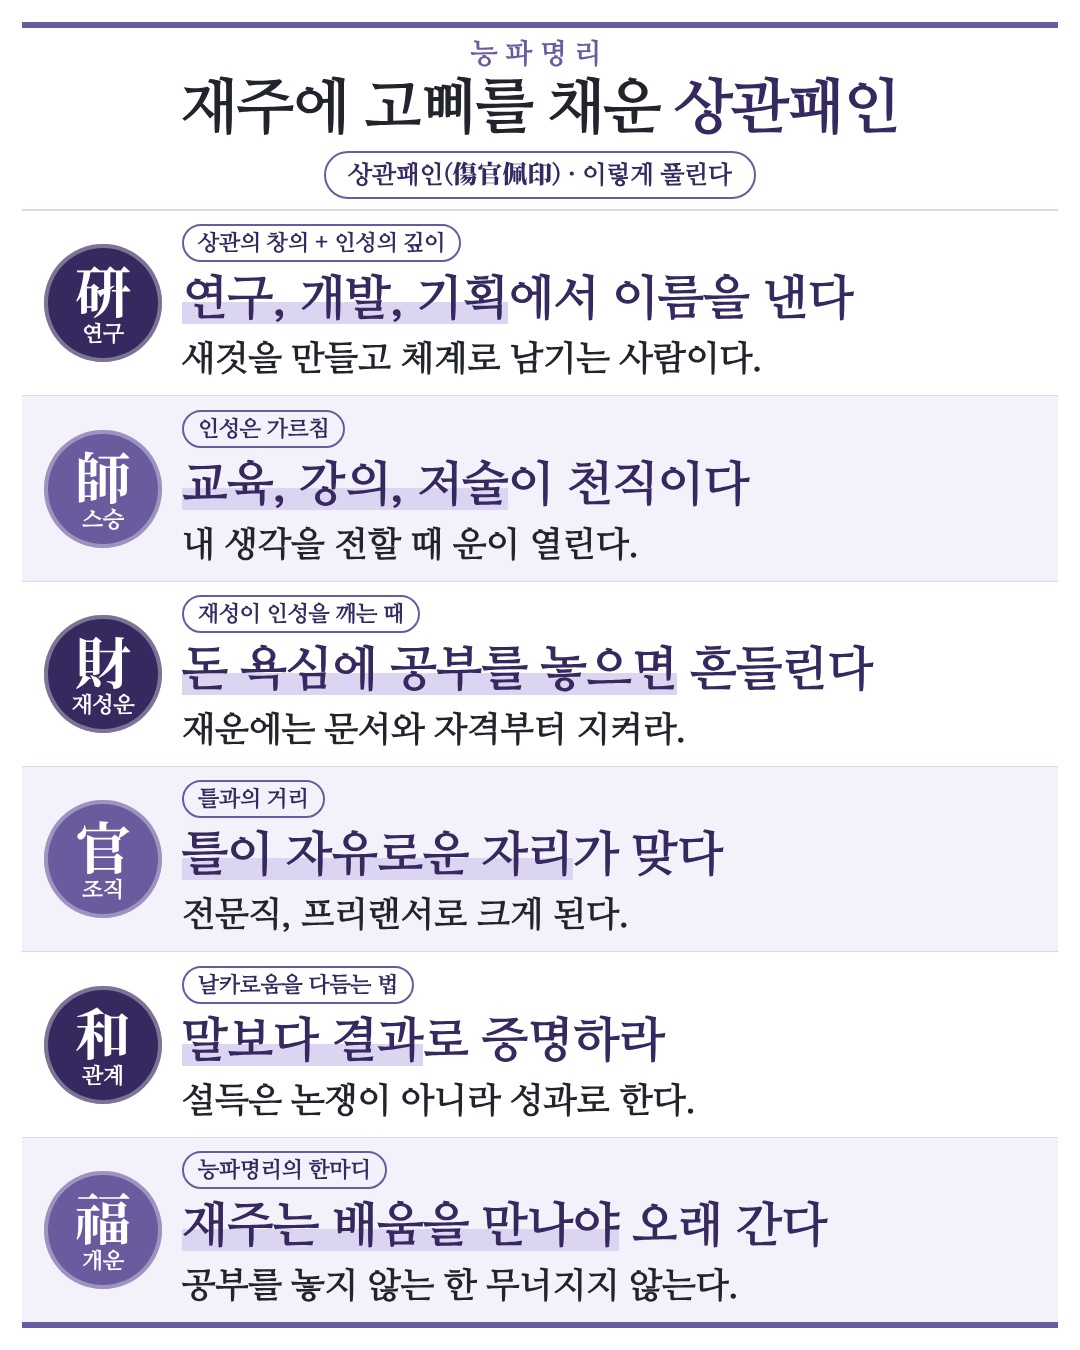 능파명리
재주에 고삐를 채운 상관패인
상관패인(傷官佩印) · 이렇게 풀린다
상관의 창의 + 인성의 깊이
研
연구
연구, 개발, 기획에서 이름을 낸다
새것을 만들고 체계로 남기는 사람이다.
인성은 가르침
師
스승
교육, 강의, 저술이 천직이다
내 생각을 전할 때 운이 열린다.
재성이 인성을 깨는 때
財
재성운
돈 욕심에 공부를 놓으면 흔들린다
재운에는 문서와 자격부터 지켜라.
틀과의 거리
官
조직
틀이 자유로운 자리가 맞다
전문직, 프리랜서로 크게 된다.
날카로움을 다듬는 법
和
관계
말보다 결과로 증명하라
설득은 논쟁이 아니라 성과로 한다.
능파명리의 한마디
福
개운
재주는 배움을 만나야 오래 간다
공부를 놓지 않는 한 무너지지 않는다.